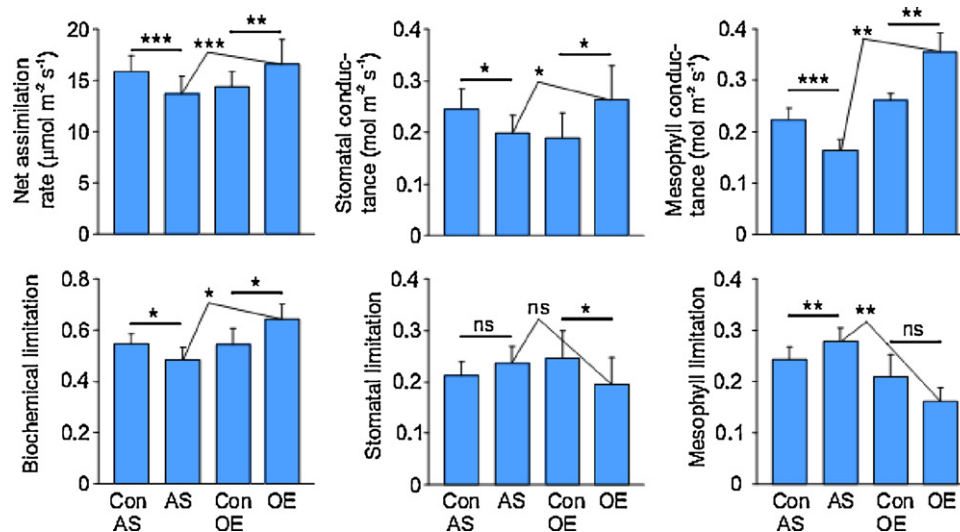 Net assimilation
rate (μmol m⁻² s⁻¹)
20
15
10
5
0
***
***
**
Stomatal conduc-
tance (mol m⁻² s⁻¹)
0.4
0.3
0.2
0.1
0
*
*
*
Mesophyll conduc-
tance (mol m⁻² s⁻¹)
0.4
0.3
0.2
0.1
0
***
**
**
Biochemical limitation
0.8
0.6
0.4
0.2
0
*
*
*
Con AS Con OE
AS OE
Stomatal limitation
0.4
0.3
0.2
0.1
0
ns
ns
*
Con AS Con OE
AS OE
Mesophyll limitation
0.4
0.3
0.2
0.1
0
**
**
ns
Con AS Con OE
AS OE